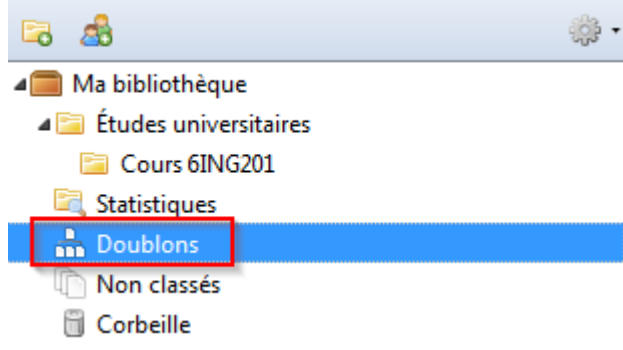 Ma bibliothèque
Études universitaires
Cours 6ING201
Statistiques
Doublons
Non classés
Corbeille